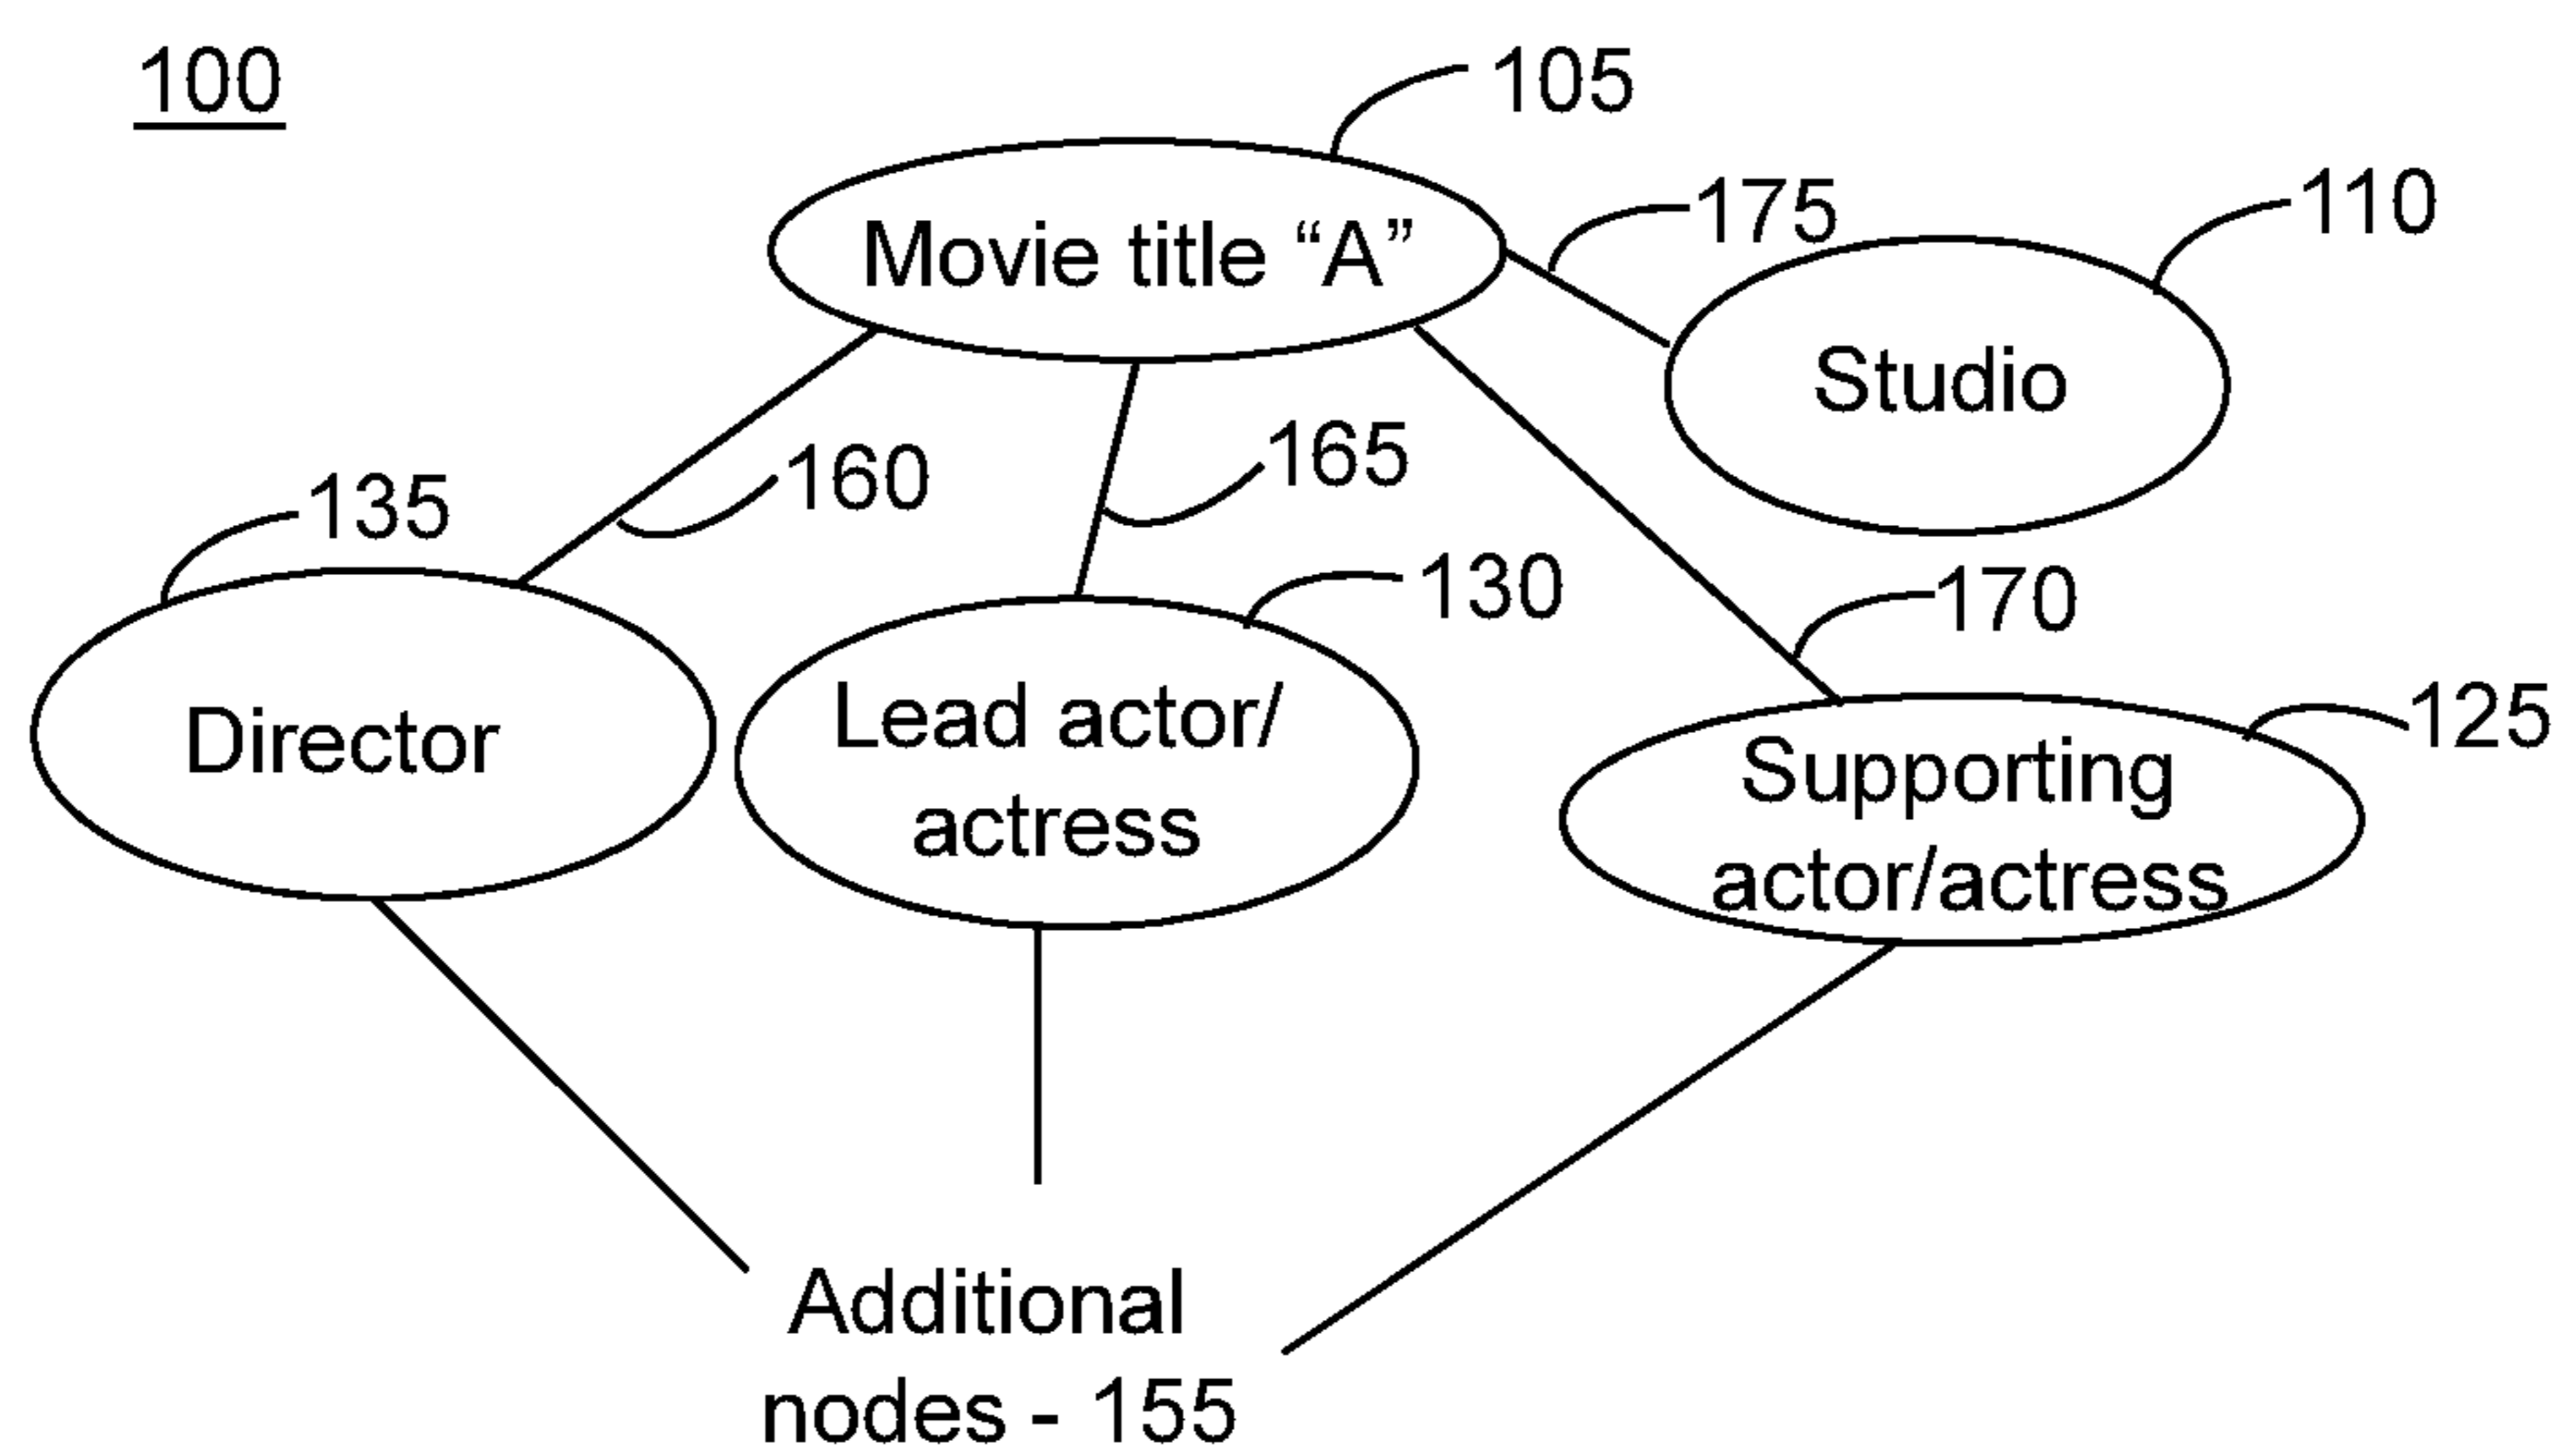 100
105
Movie title “A”
175
110
Studio
135
160
165
130
170
125
Director
Lead actor/
actress
Supporting
actor/actress
Additional
nodes - 155